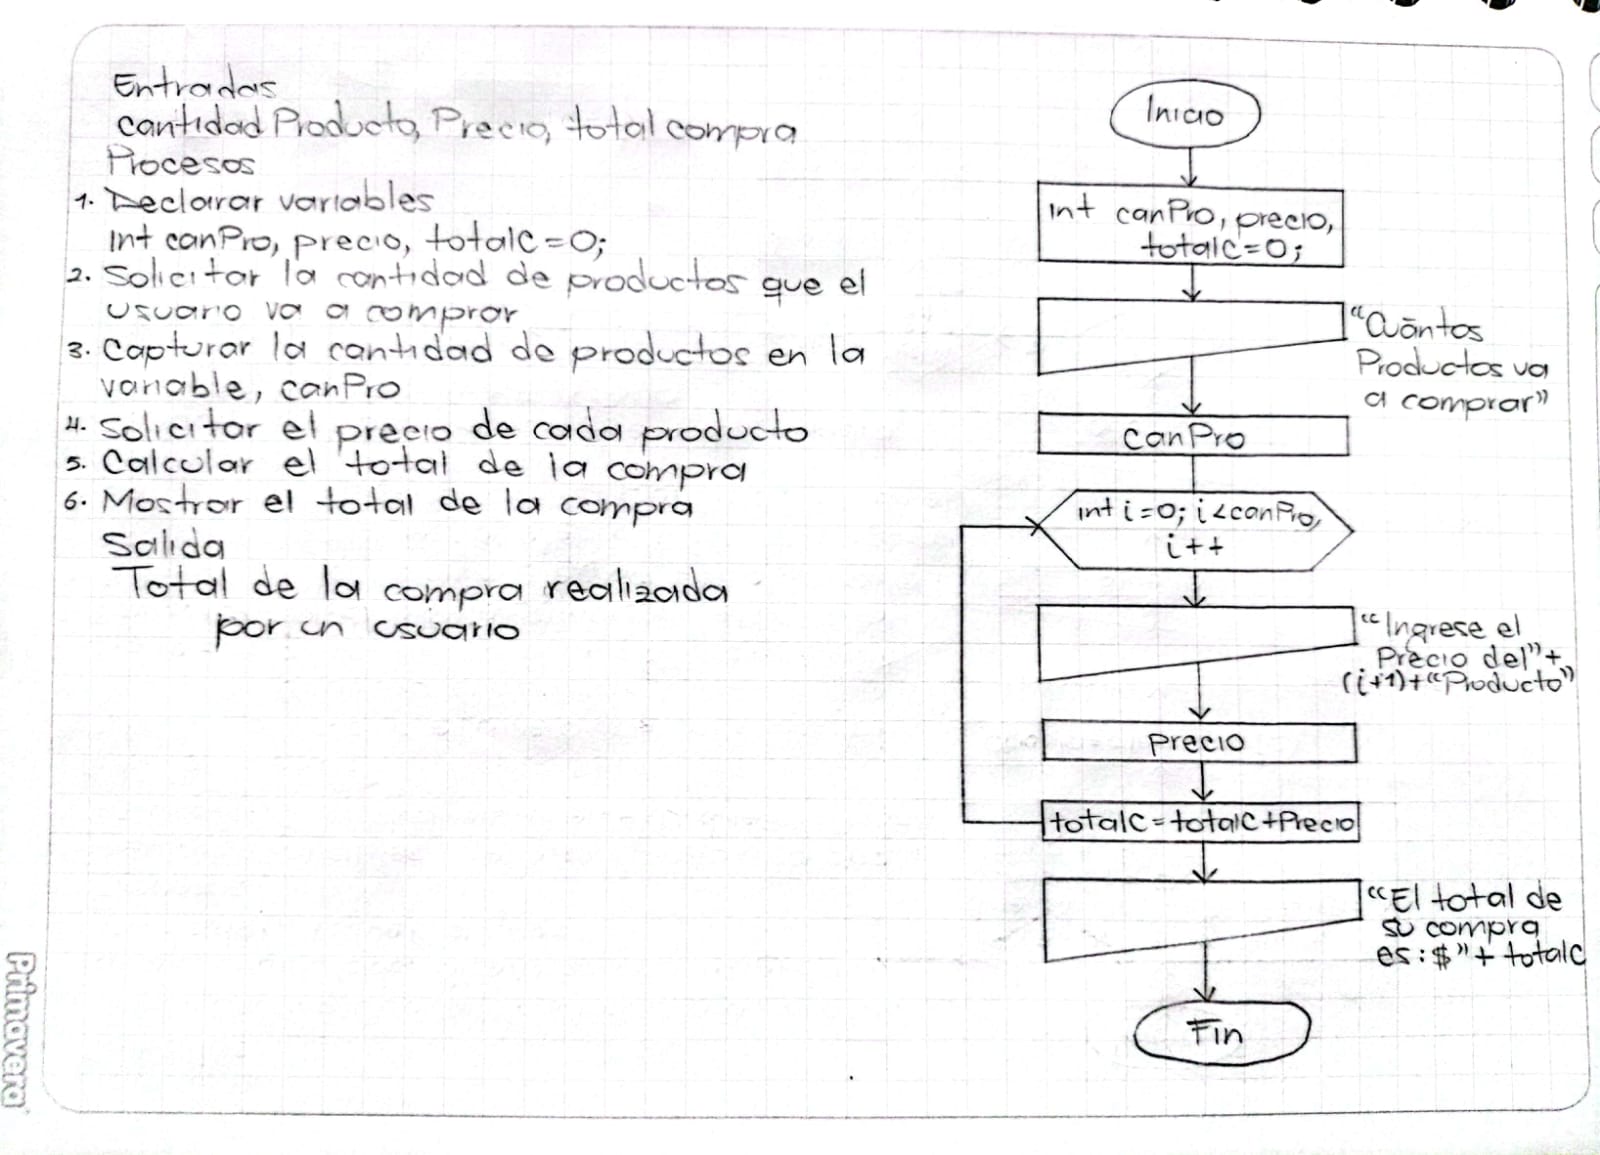 Entradas
cantidad Producto, Precio, total compra
Procesos
1. Declarar variables
Int canPro, precio, totalC=0;
2. Solicitar la cantidad de productos que el
usuario va a comprar
3. Capturar la cantidad de productos en la
variable, canPro
4. Solicitar el precio de cada producto
5. Calcular el total de la compra
6. Mostrar el total de la compra
Salida
Total de la compra realizada
por un usuario
Inicio
Int canPro, precio,
totalC=0;
"Cuántos
Productos va
a comprar"
canPro
int i=0; i<canPro,
i++
"Ingrese el
Precio del"+
(i+1)+"Producto"
Precio
totalC=totalC+Precio
"El total de
su compra
es:$"+totalC
Fin
Primavera